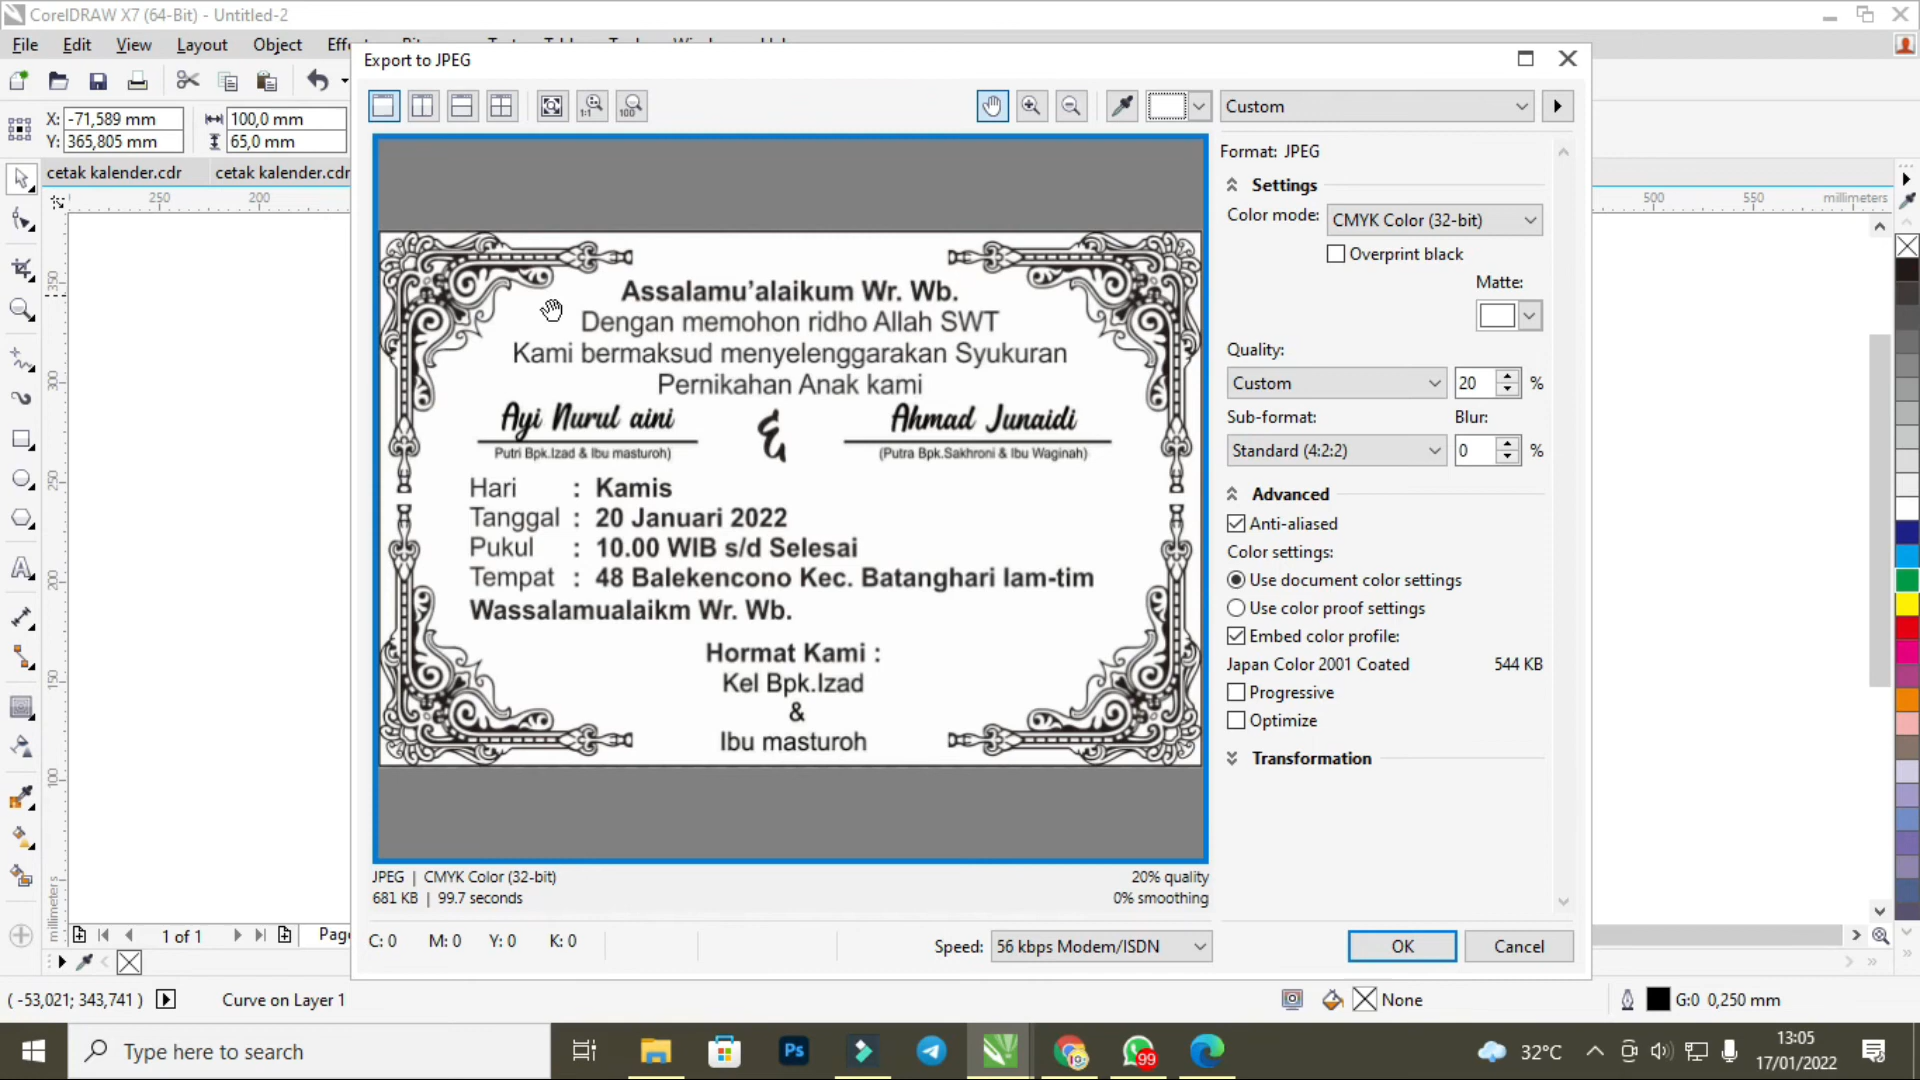 CorelDRAW X7 (64-Bit) - Untitled-2
File Edit View Layout Object
Export to JPEG
X: -71,589 mm 100,0 mm
Y: 365,805 mm 65,0 mm
1:1 100
Custom
cetak kalender.cdr cetak kalender.cdr
250 200 500 550 millimeters
Format: JPEG
Settings
Color mode: CMYK Color (32-bit)
Overprint black
Matte:
Quality:
Custom 20 %
Sub-format: Blur:
Standard (4:2:2) 0 %
Advanced
Anti-aliased
Color settings:
Use document color settings
Use color proof settings
Embed color profile:
Japan Color 2001 Coated 544 KB
Progressive
Optimize
Transformation
Assalamu’alaikum Wr. Wb.
Dengan memohon ridho Allah SWT
Kami bermaksud menyelenggarakan Syukuran
Pernikahan Anak kami
Ayi Nurul aini & Ahmad Junaidi
Putri Bpk.Izad & Ibu masturoh) (Putra Bpk.Sakhroni & Ibu Waginah)
Hari : Kamis
Tanggal : 20 Januari 2022
Pukul : 10.00 WIB s/d Selesai
Tempat : 48 Balekencono Kec. Batanghari lam-tim
Wassalamualaikm Wr. Wb.
Hormat Kami :
Kel Bpk.Izad
&
Ibu masturoh
JPEG | CMYK Color (32-bit) 20% quality
681 KB | 99.7 seconds 0% smoothing
C: 0 M: 0 Y: 0 K: 0
Speed: 56 kbps Modem/ISDN OK Cancel
1 of 1 Page
( -53,021; 343,741 ) Curve on Layer 1 None G:0 0,250 mm
Type here to search Ps 99 32°C 13:05
17/01/2022